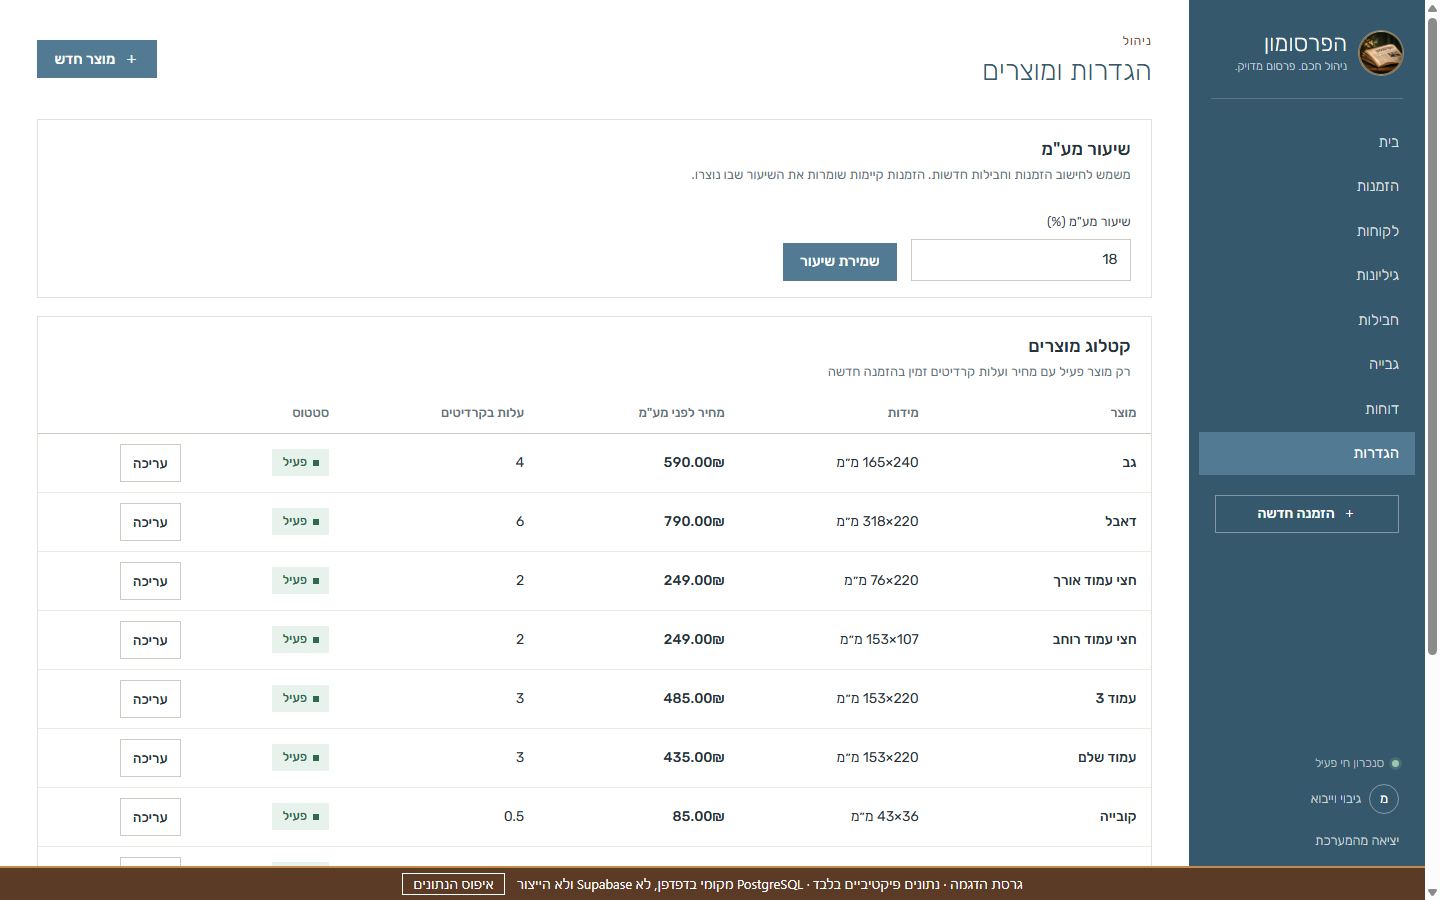 הפרסומון
ניהול חכם. פרסום מדויק.
בית
הזמנות
לקוחות
גיליונות
חבילות
גבייה
דוחות
הגדרות
+ הזמנה חדשה
סנכרון חי פעיל
מ גיבוי וייבוא
יציאה מהמערכת
ניהול
הגדרות ומוצרים
+ מוצר חדש
שיעור מע"מ
משמש לחישוב הזמנות וחבילות חדשות. הזמנות קיימות שומרות את השיעור שבו נוצרו.
שיעור מע"מ (%)
18 שמירת שיעור
קטלוג מוצרים
רק מוצר פעיל עם מחיר ועלות קרדיטים זמין בהזמנה חדשה
מוצר מידות מחיר לפני מע"מ עלות בקרדיטים סטטוס
גב 165×240 מ״מ ₪590.00 4 פעיל עריכה
דאבל 318×220 מ״מ ₪790.00 6 פעיל עריכה
חצי עמוד אורך 76×220 מ״מ ₪249.00 2 פעיל עריכה
חצי עמוד רוחב 153×107 מ״מ ₪249.00 2 פעיל עריכה
עמוד 3 153×220 מ״מ ₪485.00 3 פעיל עריכה
עמוד שלם 153×220 מ״מ ₪435.00 3 פעיל עריכה
קובייה 43×36 מ״מ ₪85.00 0.5 פעיל עריכה
גרסת הדגמה · נתונים פיקטיביים בלבד · PostgreSQL מקומי בדפדפן, לא Supabase ולא הייצור איפוס הנתונים